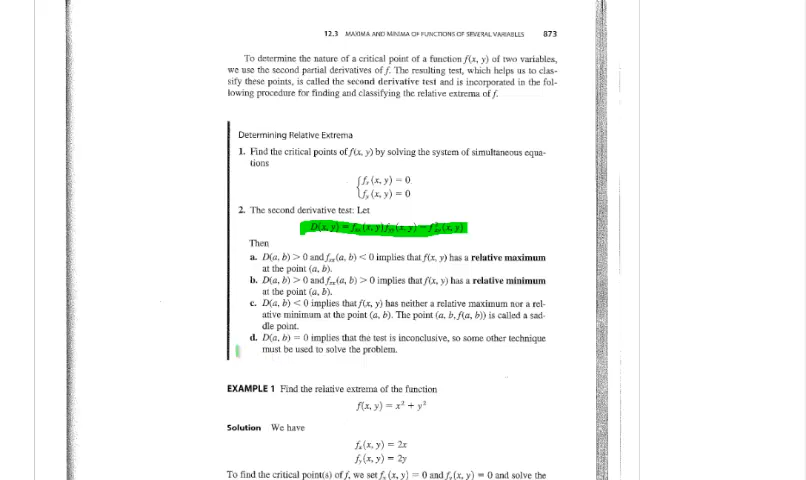 12.3 MAXIMA AND MINIMA OF FUNCTIONS OF SEVERAL VARIABLES 873
To determine the nature of a critical point of a function f(x, y) of two variables,
we use the second partial derivatives of f. The resulting test, which helps us to clas-
sify these points, is called the second derivative test and is incorporated in the fol-
lowing procedure for finding and classifying the relative extrema of f.
Determining Relative Extrema
1. Find the critical points of f(x, y) by solving the system of simultaneous equa-
tions
fₓ(x, y) = 0
f_y(x, y) = 0
2. The second derivative test: Let
D(x, y) = fₓₓ(x, y)f_yy(x, y) − f²ₓy(x, y)
Then
a. D(a, b) > 0 and fₓₓ(a, b) < 0 implies that f(x, y) has a relative maximum
at the point (a, b).
b. D(a, b) > 0 and fₓₓ(a, b) > 0 implies that f(x, y) has a relative minimum
at the point (a, b).
c. D(a, b) < 0 implies that f(x, y) has neither a relative maximum nor a rel-
ative minimum at the point (a, b). The point (a, b, f(a, b)) is called a sad-
dle point.
d. D(a, b) = 0 implies that the test is inconclusive, so some other technique
must be used to solve the problem.
EXAMPLE 1 Find the relative extrema of the function
f(x, y) = x² + y²
Solution We have
fₓ(x, y) = 2x
f_y(x, y) = 2y
To find the critical point(s) of f, we set fₓ(x, y) = 0 and f_y(x, y) = 0 and solve the